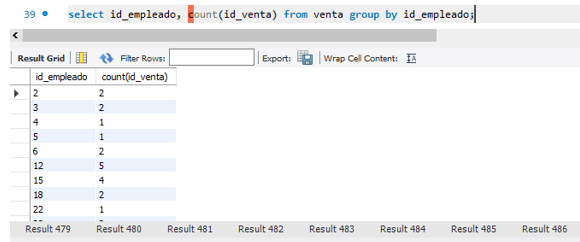 39 select id_empleado, count(id_venta) from venta group by id_empleado;
Result Grid Filter Rows: Export: Wrap Cell Content:
id_empleado count(id_venta)
2 2
3 2
4 1
5 1
6 2
12 5
15 4
18 2
22 1
Result 479 Result 480 Result 481 Result 482 Result 483 Result 484 Result 485 Result 486